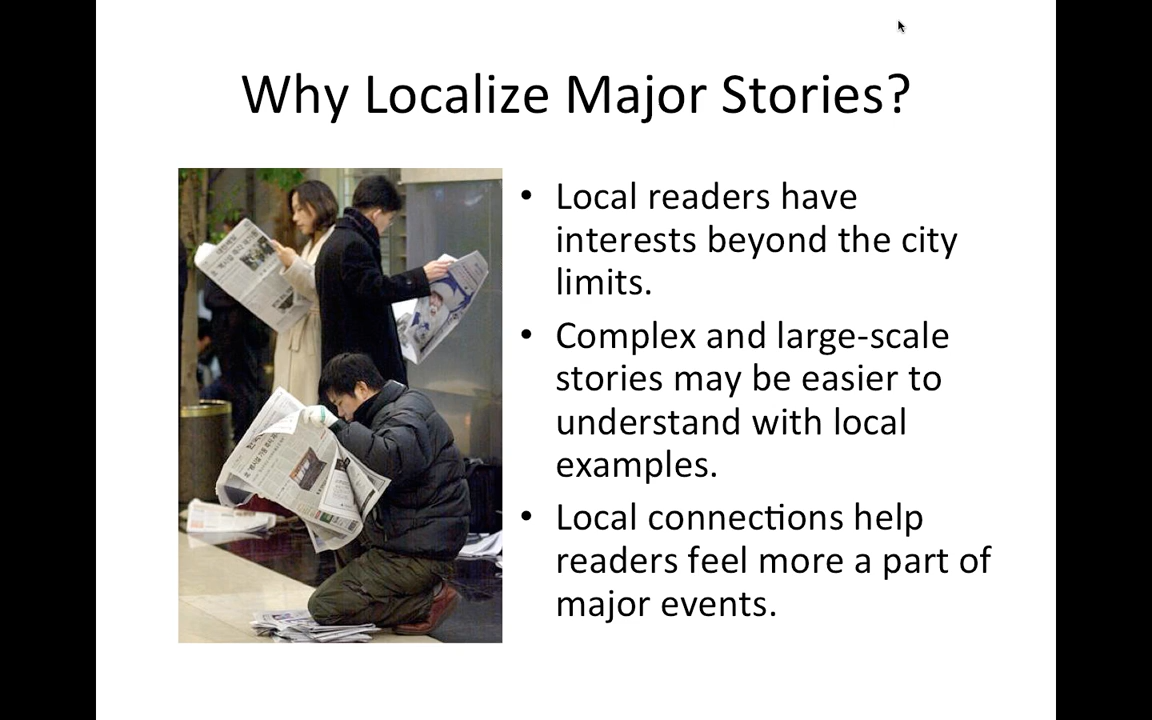 Why Localize Major Stories?
• Local readers have
interests beyond the city
limits.
• Complex and large-scale
stories may be easier to
understand with local
examples.
• Local connections help
readers feel more a part of
major events.